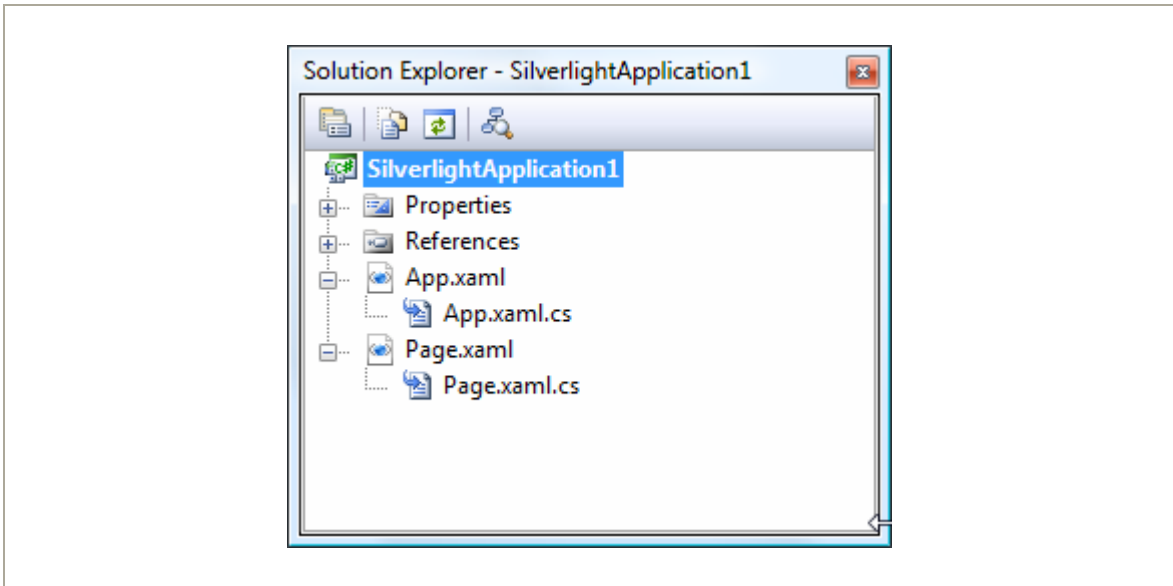 Solution Explorer - SilverlightApplication1
C#
SilverlightApplication1
Properties
References
App.xaml
App.xaml.cs
Page.xaml
Page.xaml.cs